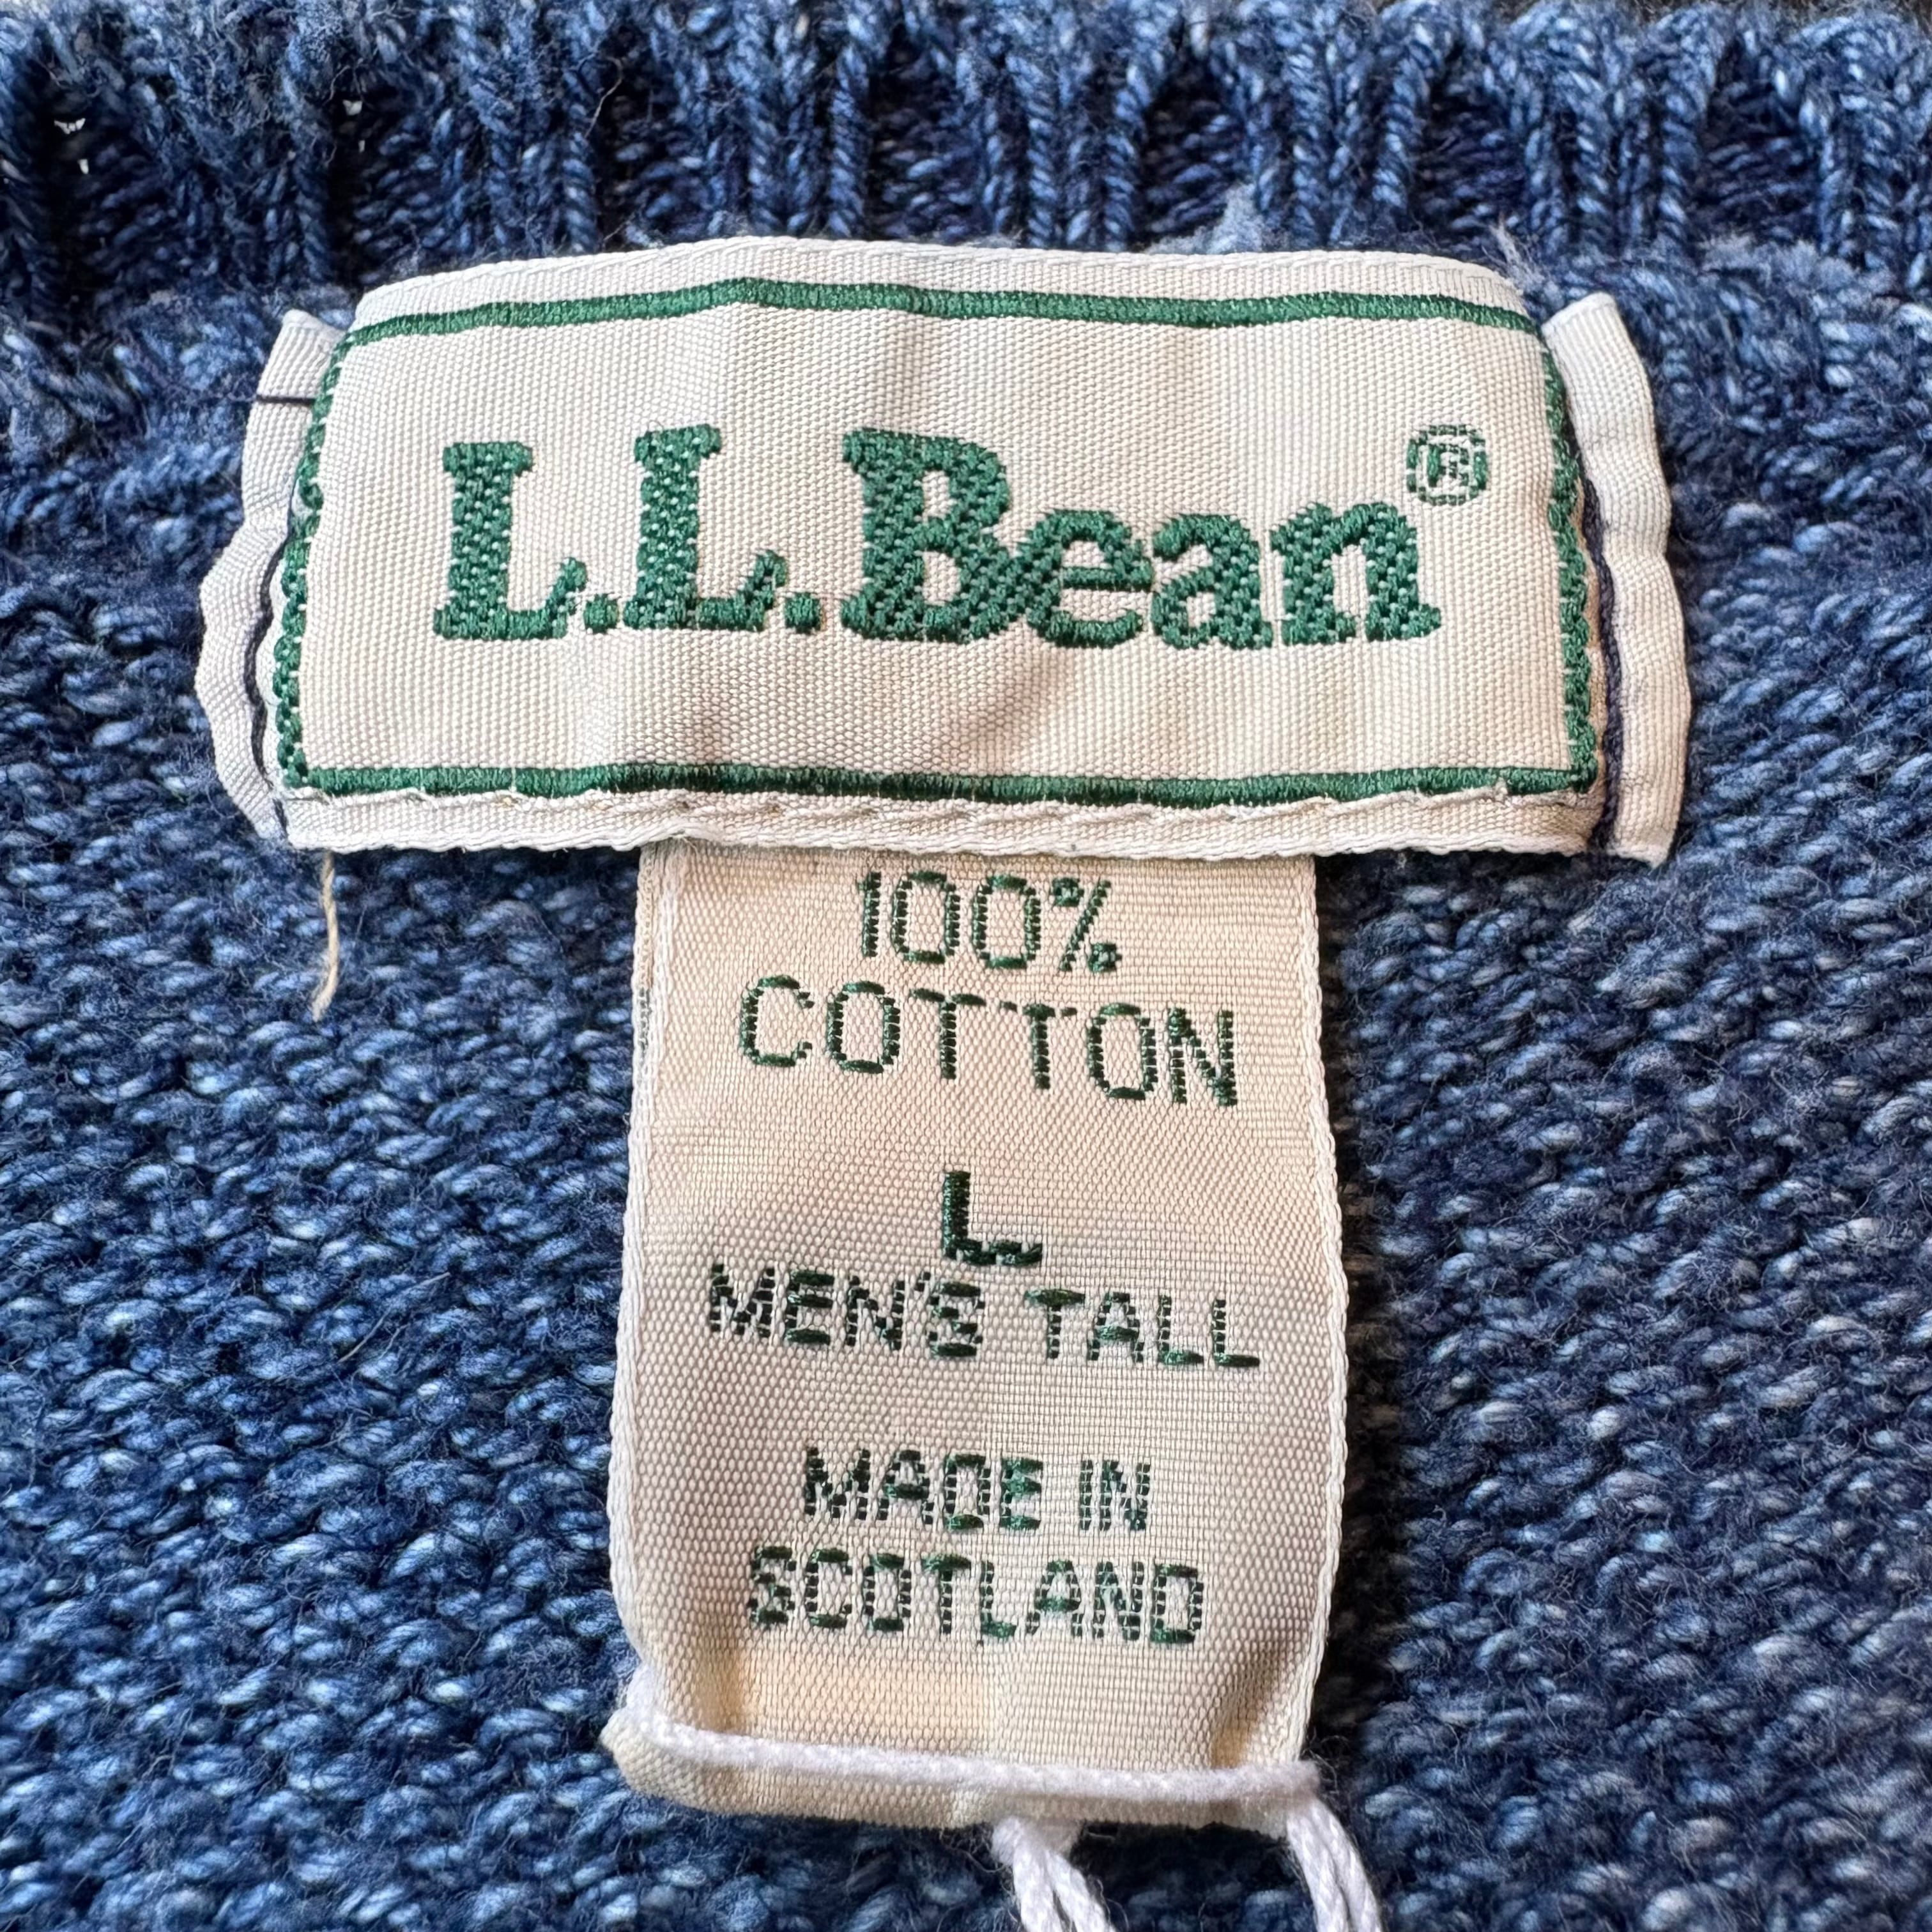 L.L.Bean®
100%
COTTON
L
MEN'S TALL
MADE IN
SCOTLAND